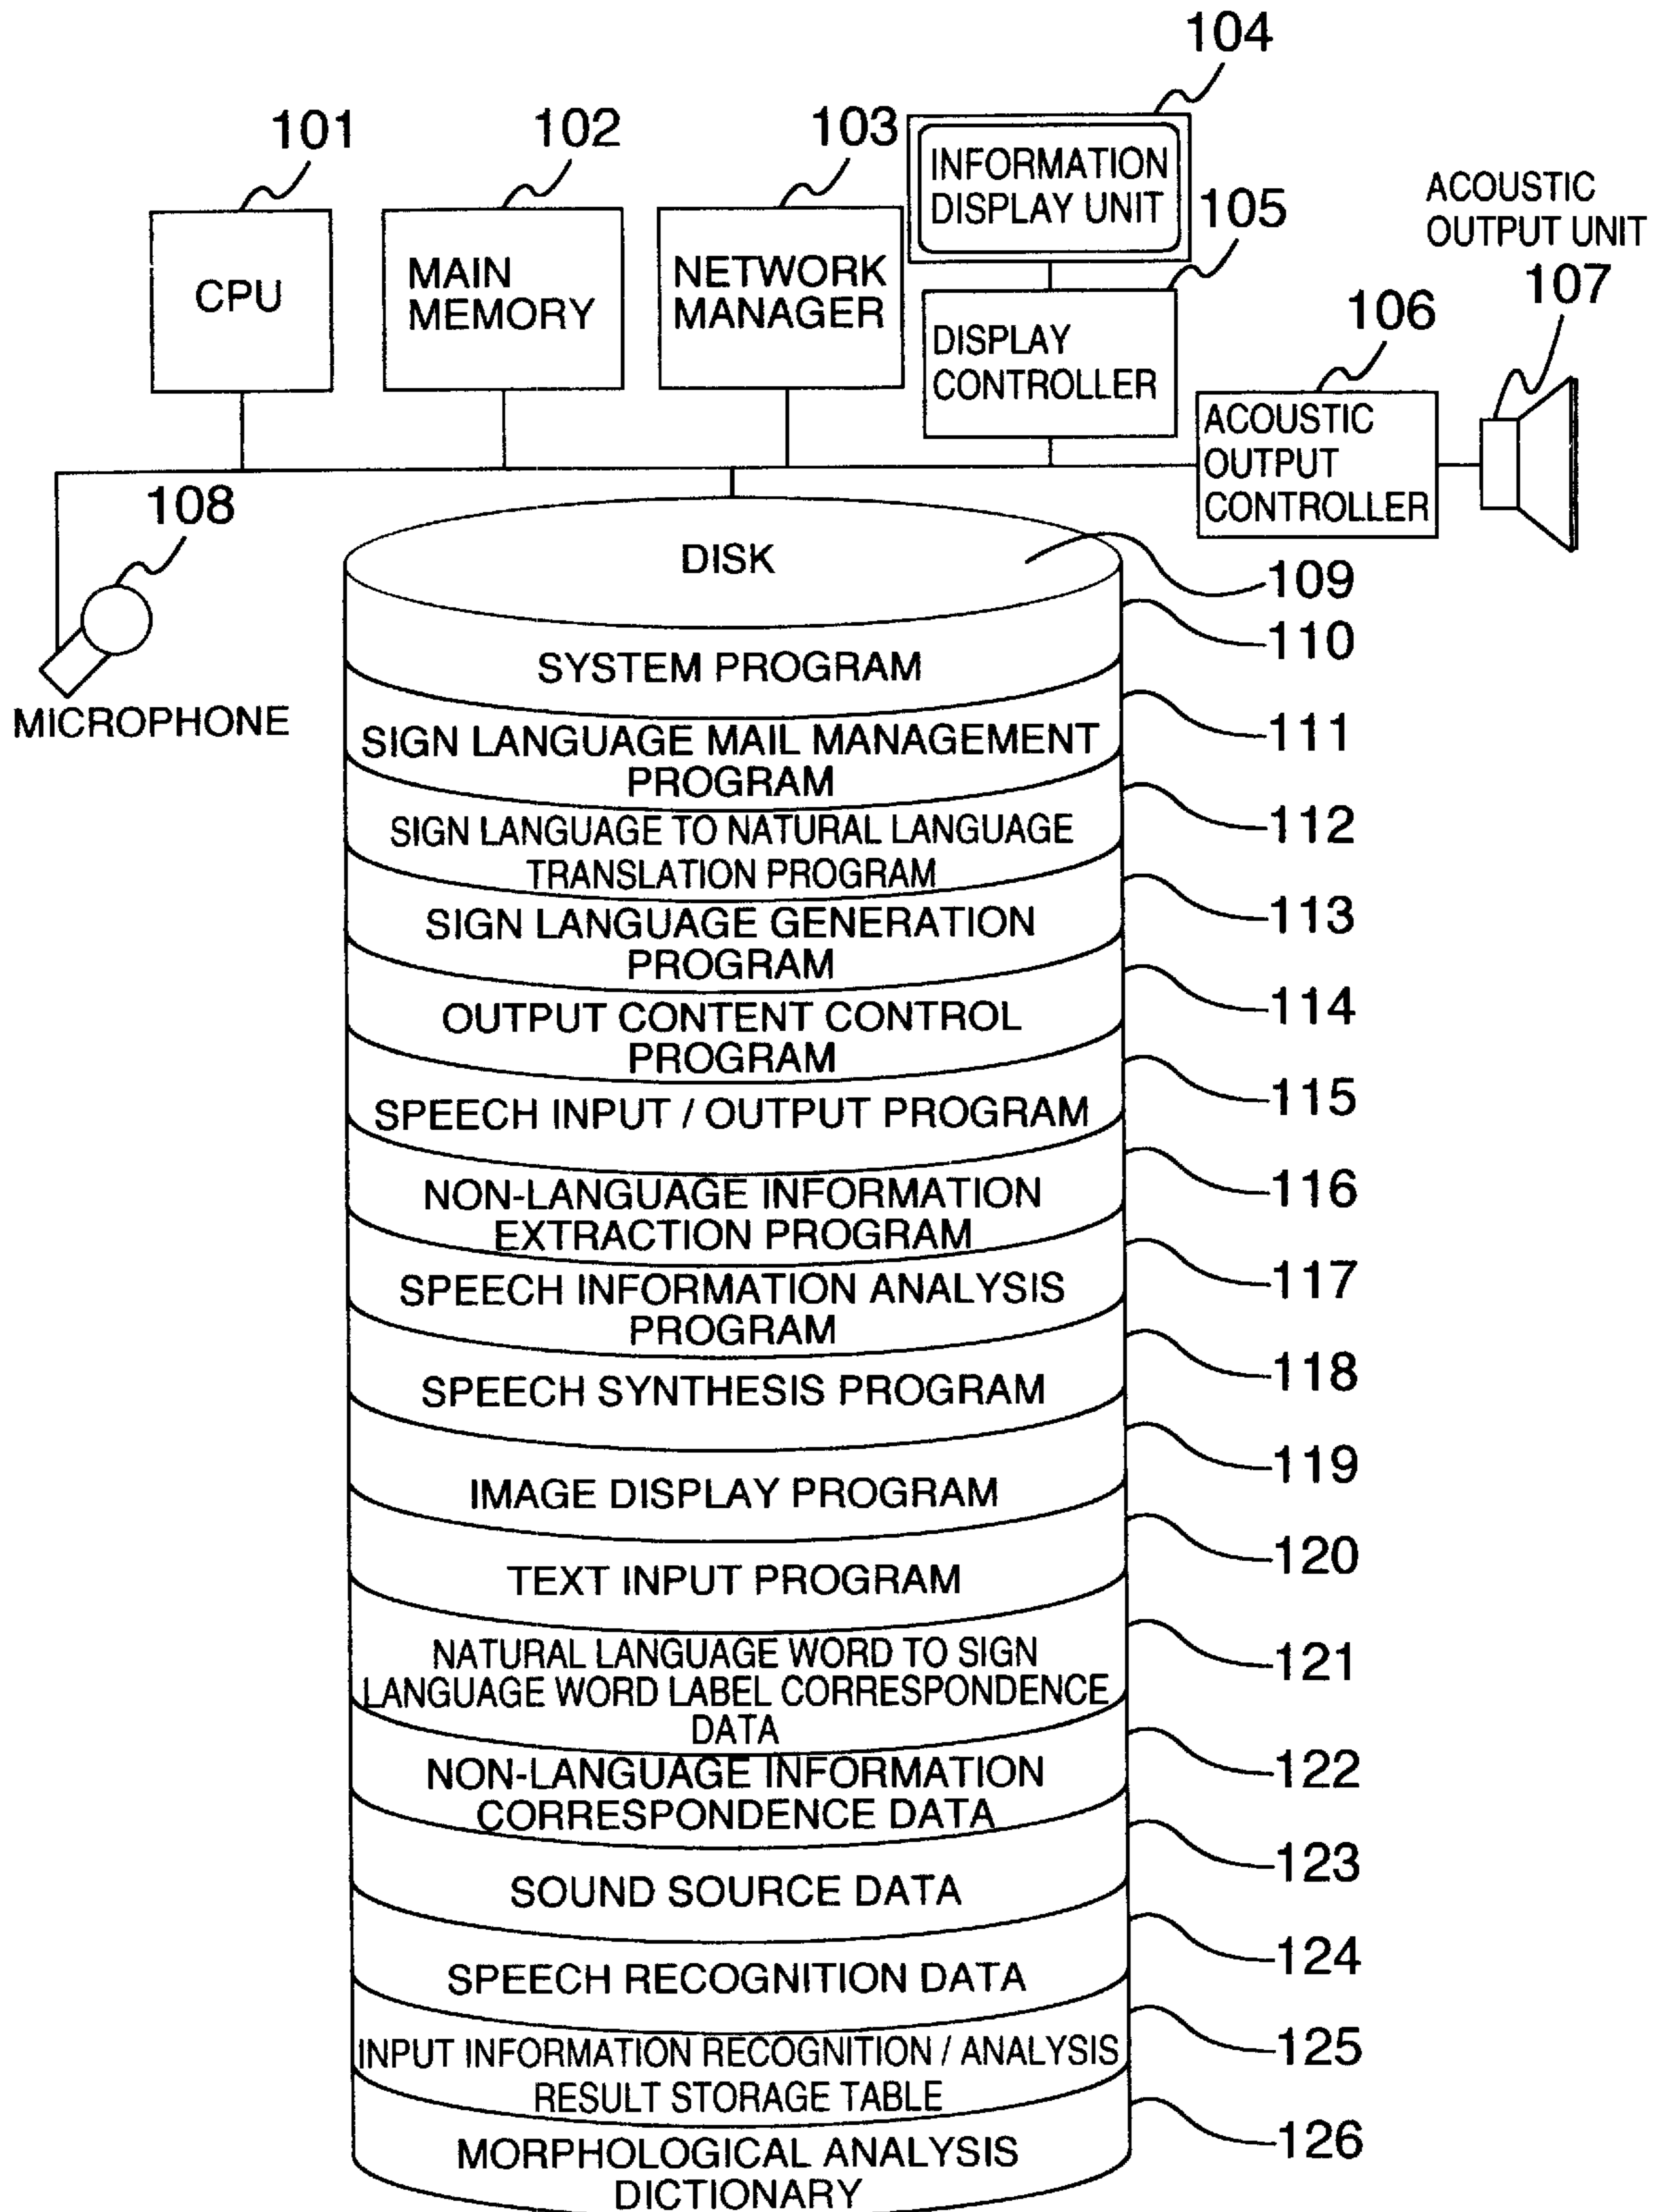 104
101
102
103
INFORMATION
DISPLAY UNIT
105
ACOUSTIC
OUTPUT UNIT
107
CPU
MAIN
MEMORY
NETWORK
MANAGER
DISPLAY
CONTROLLER
106
ACOUSTIC
OUTPUT
CONTROLLER
108
MICROPHONE
DISK
109
110
SYSTEM PROGRAM
111
SIGN LANGUAGE MAIL MANAGEMENT
PROGRAM
112
SIGN LANGUAGE TO NATURAL LANGUAGE
TRANSLATION PROGRAM
113
SIGN LANGUAGE GENERATION
PROGRAM
114
OUTPUT CONTENT CONTROL
PROGRAM
115
SPEECH INPUT / OUTPUT PROGRAM
116
NON-LANGUAGE INFORMATION
EXTRACTION PROGRAM
117
SPEECH INFORMATION ANALYSIS
PROGRAM
118
SPEECH SYNTHESIS PROGRAM
119
IMAGE DISPLAY PROGRAM
120
TEXT INPUT PROGRAM
121
NATURAL LANGUAGE WORD TO SIGN
LANGUAGE WORD LABEL CORRESPONDENCE
DATA
122
NON-LANGUAGE INFORMATION
CORRESPONDENCE DATA
123
SOUND SOURCE DATA
124
SPEECH RECOGNITION DATA
125
INPUT INFORMATION RECOGNITION / ANALYSIS
RESULT STORAGE TABLE
126
MORPHOLOGICAL ANALYSIS
DICTIONARY